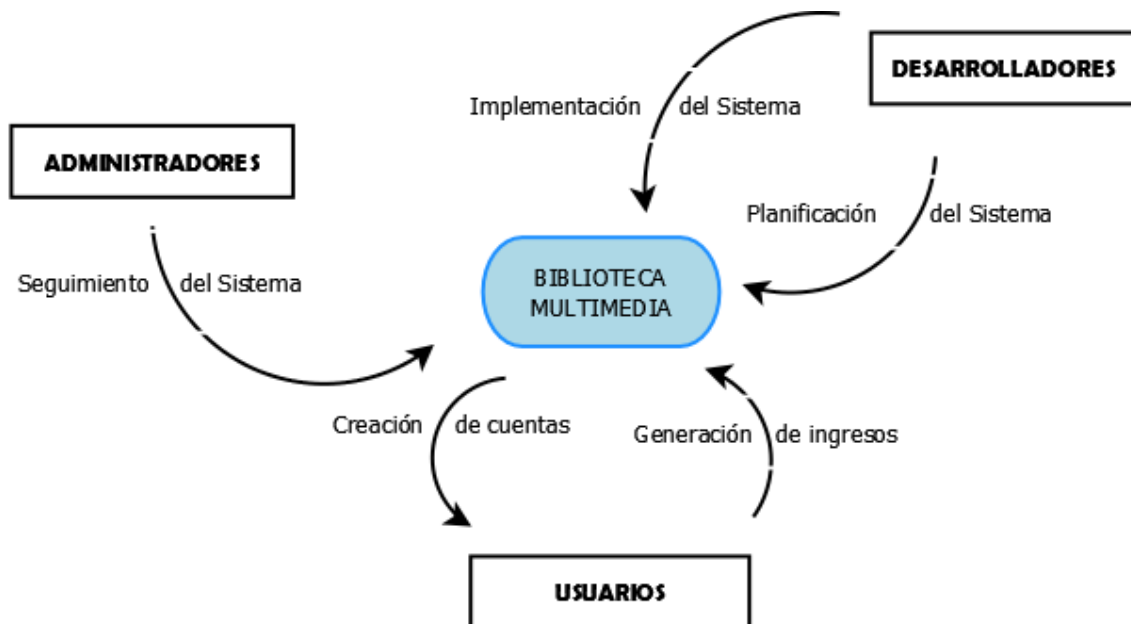 DESARROLLADORES
Implementación del Sistema
ADMINISTRADORES
Planificación del Sistema
Seguimiento del Sistema
BIBLIOTECA
MULTIMEDIA
Creación de cuentas
Generación de ingresos
USUARIOS